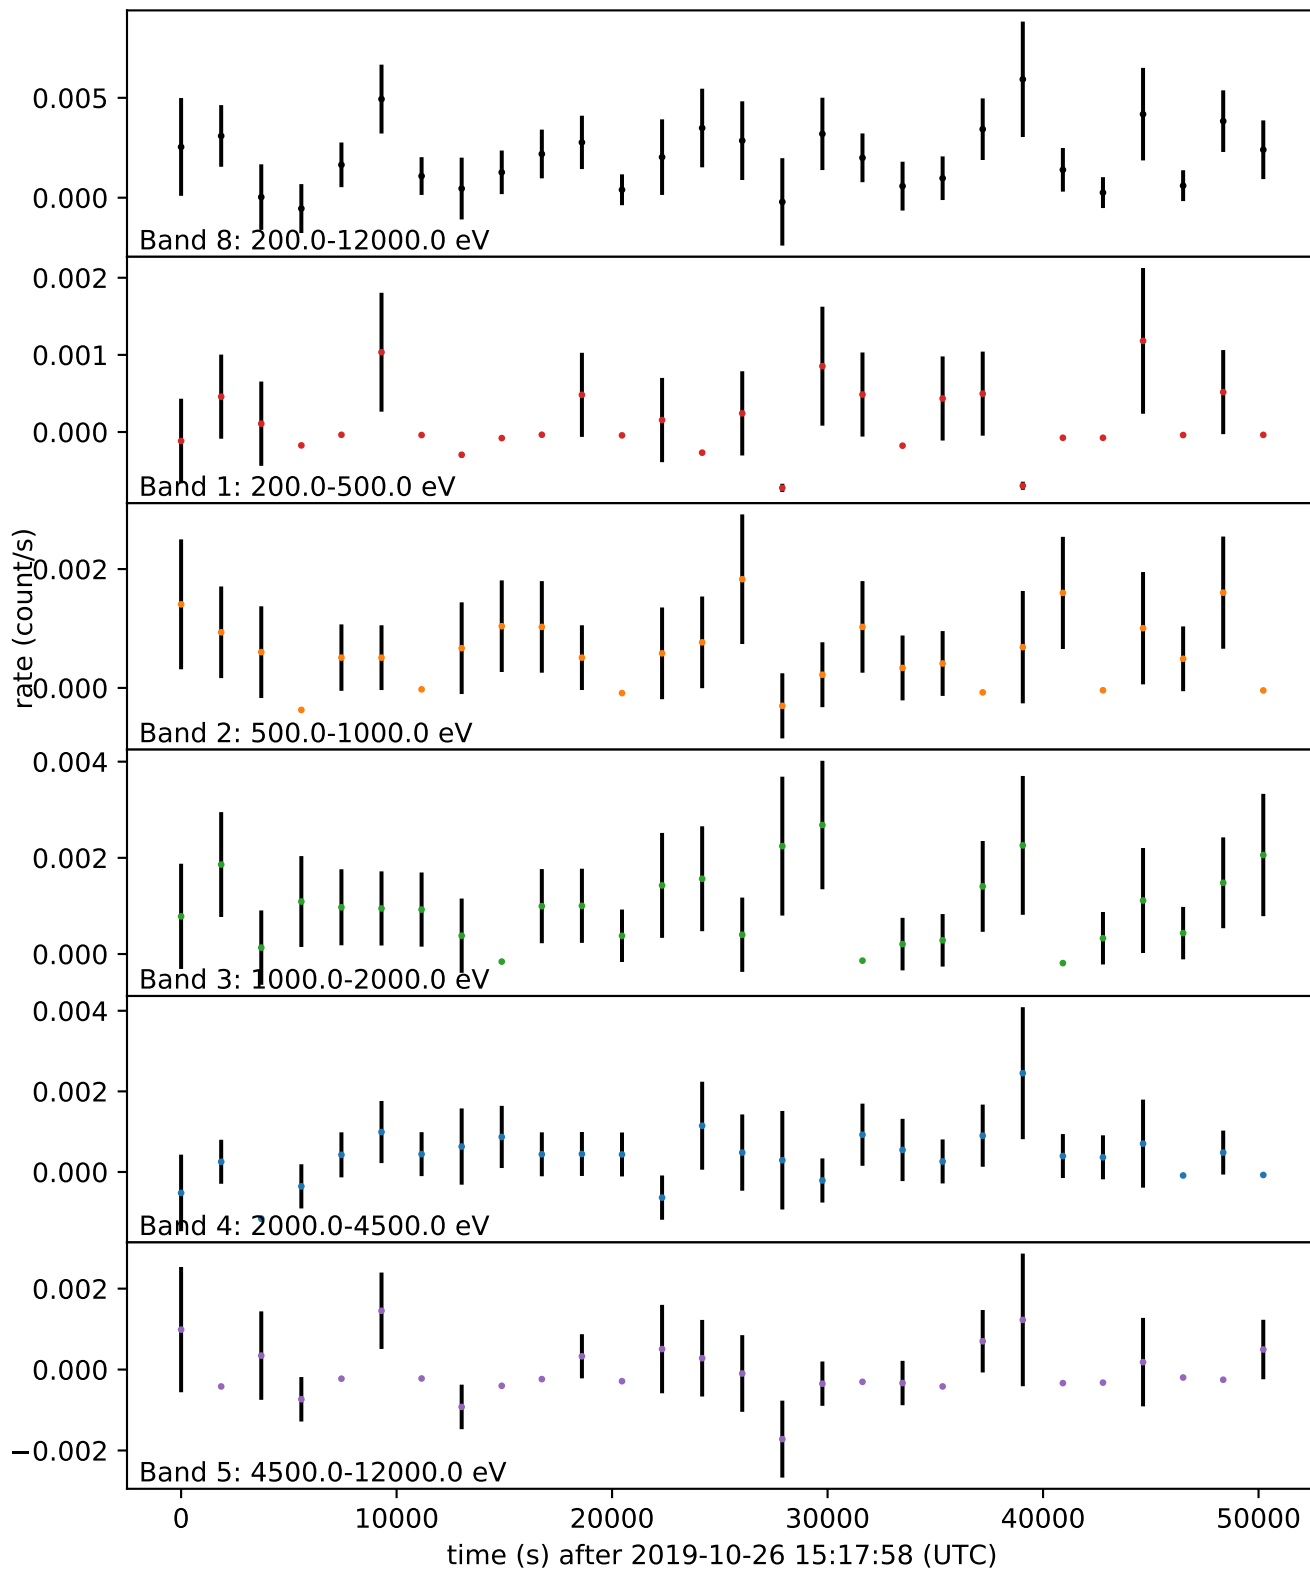 0.005
0.000
Band 8: 200.0-12000.0 eV
0.002
0.001
0.000
Band 1: 200.0-500.0 eV
rate (count/s)
0.002
0.000
Band 2: 500.0-1000.0 eV
0.004
0.002
0.000
Band 3: 1000.0-2000.0 eV
0.004
0.002
0.000
Band 4: 2000.0-4500.0 eV
0.002
0.000
−0.002
Band 5: 4500.0-12000.0 eV
0 10000 20000 30000 40000 50000
time (s) after 2019-10-26 15:17:58 (UTC)